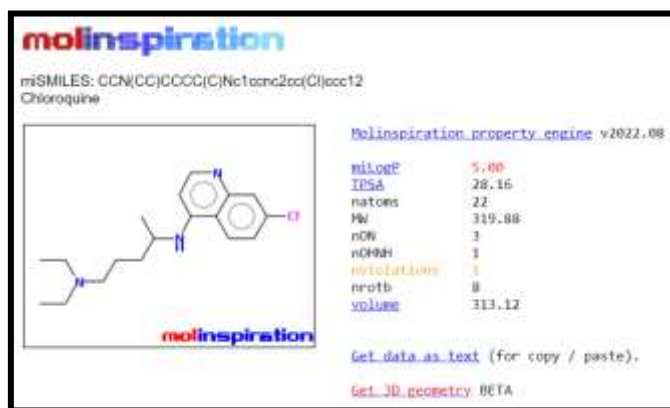 molinspiration
miSMILES: CCN(CC)CCCC(C)Nc1ccnc2cc(Cl)ccc12
Chloroquine
Molinspiration property engine v2022.08
miLogP 5.00
TPSA 28.16
natoms 22
MW 319.88
nON 3
nOHNH 1
nviolations 1
nrotb 8
volume 313.12
N
Cl
N
H
N
molinspiration
Get data as text (for copy / paste).
Get 3D geometry BETA